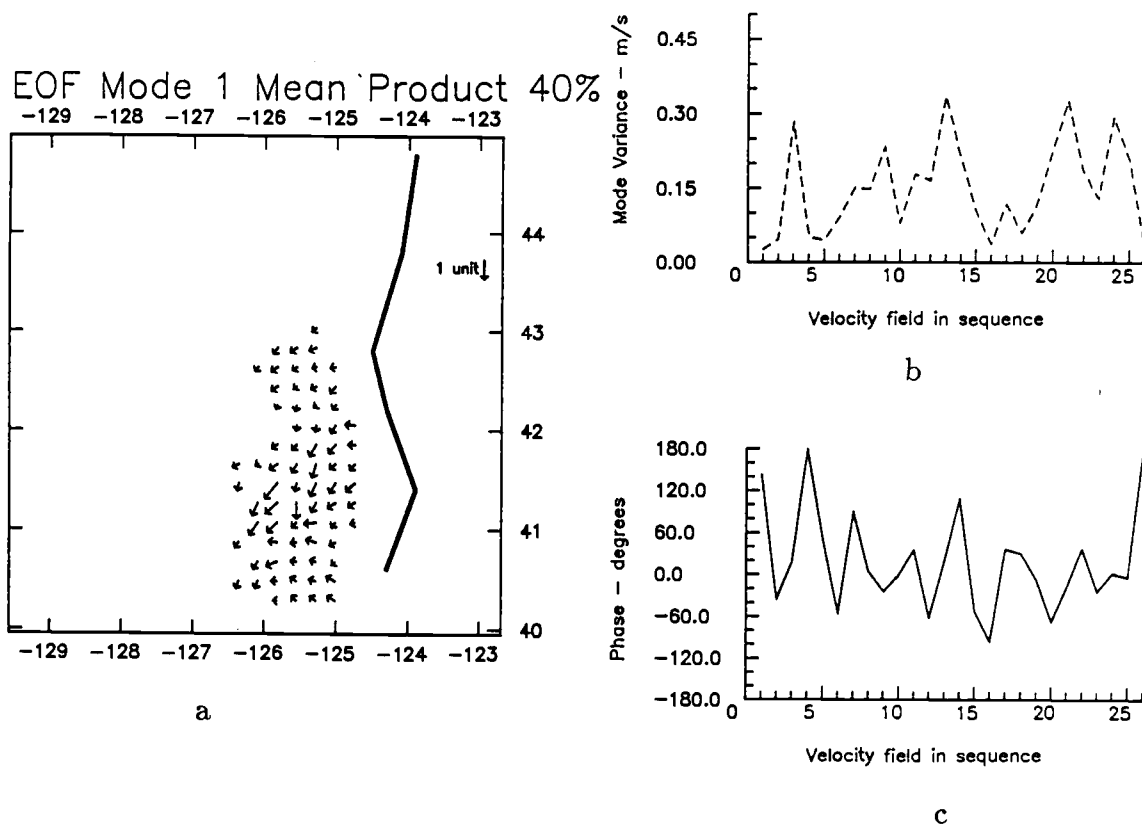 EOF Mode 1 Mean Product 40%
-129 -128 -127 -126 -125 -124 -123
44
1 unit
43
42
41
40
-129 -128 -127 -126 -125 -124 -123
a
Mode Variance - m/s
0.45
0.30
0.15
0.00
0 5 10 15 20 25
Velocity field in sequence
b
Phase - degrees
180.0
120.0
60.0
0.0
-60.0
-120.0
-180.0
0 5 10 15 20 25
Velocity field in sequence
c